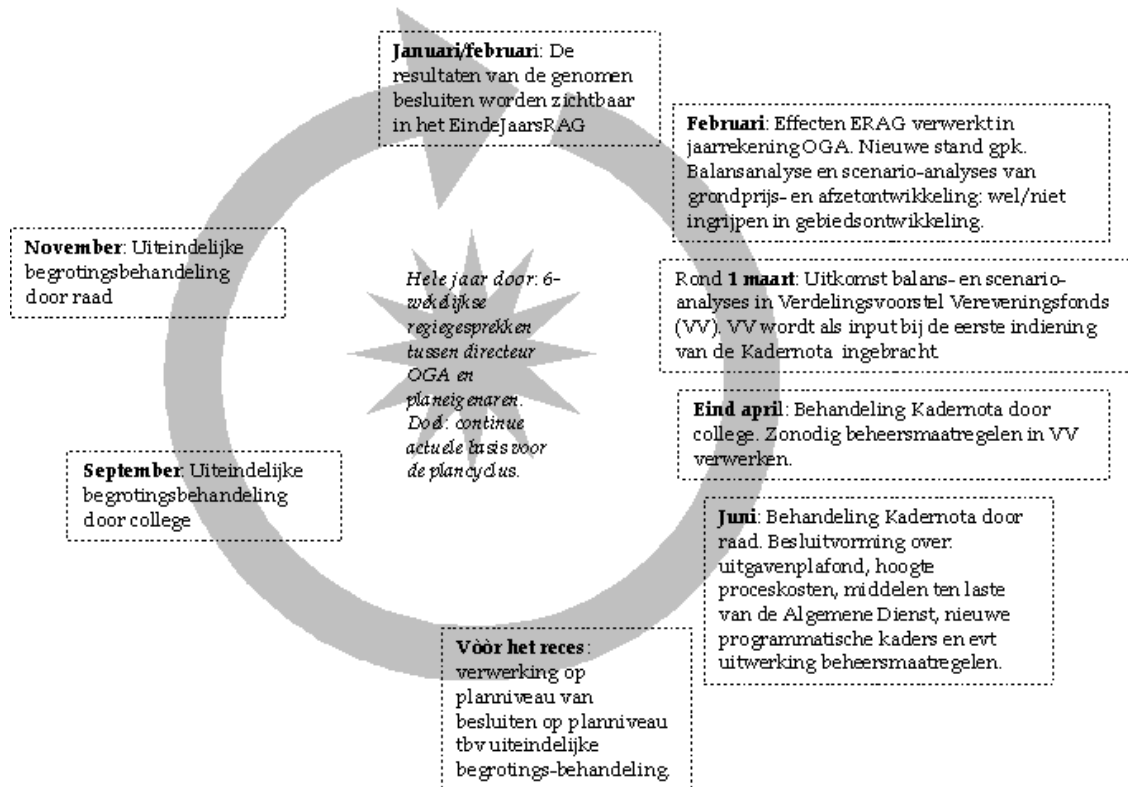 Januari/februari: De
resultaten van de genomen
besluiten worden zichtbaar
in het EindeJaarsRAG
Februari: Effecten ERAG verwerkt in
jaarrekening OGA. Nieuwe stand gpk.
Balansanalyse en scenario-analyses van
grondprijs- en afzetontwikkeling: wel/niet
ingrijpen in gebiedsontwikkeling.
Rond 1 maart: Uitkomst balans- en scenario-
analyses in Verdelingsvoorstel Vereveningsfonds
(VV). VV wordt als input bij de eerste indiening
van de Kadernota ingebracht.
Eind april: Behandeling Kadernota door
college. Zonodig beheersmaatregelen in VV
verwerken.
Juni: Behandeling Kadernota door
raad. Besluitvorming over:
uitgavenplafond, hoogte
proceskosten, middelen ten laste
van de Algemene Dienst, nieuwe
programmatische kaders en evt
uitwerking beheersmaatregelen.
Vòòr het reces:
verwerking op
planniveau van
besluiten op planniveau
tbv uiteindelijke
begrotings-behandeling.
September: Uiteindelijke
begrotingsbehandeling
door college
November: Uiteindelijke
begrotingsbehandeling
door raad
Hele jaar door: 6-
wekelijkse
regiegesprekken
tussen directeur
OGA en
planeigenaren.
Doel: continue
actuele basis voor
de plancyclus.